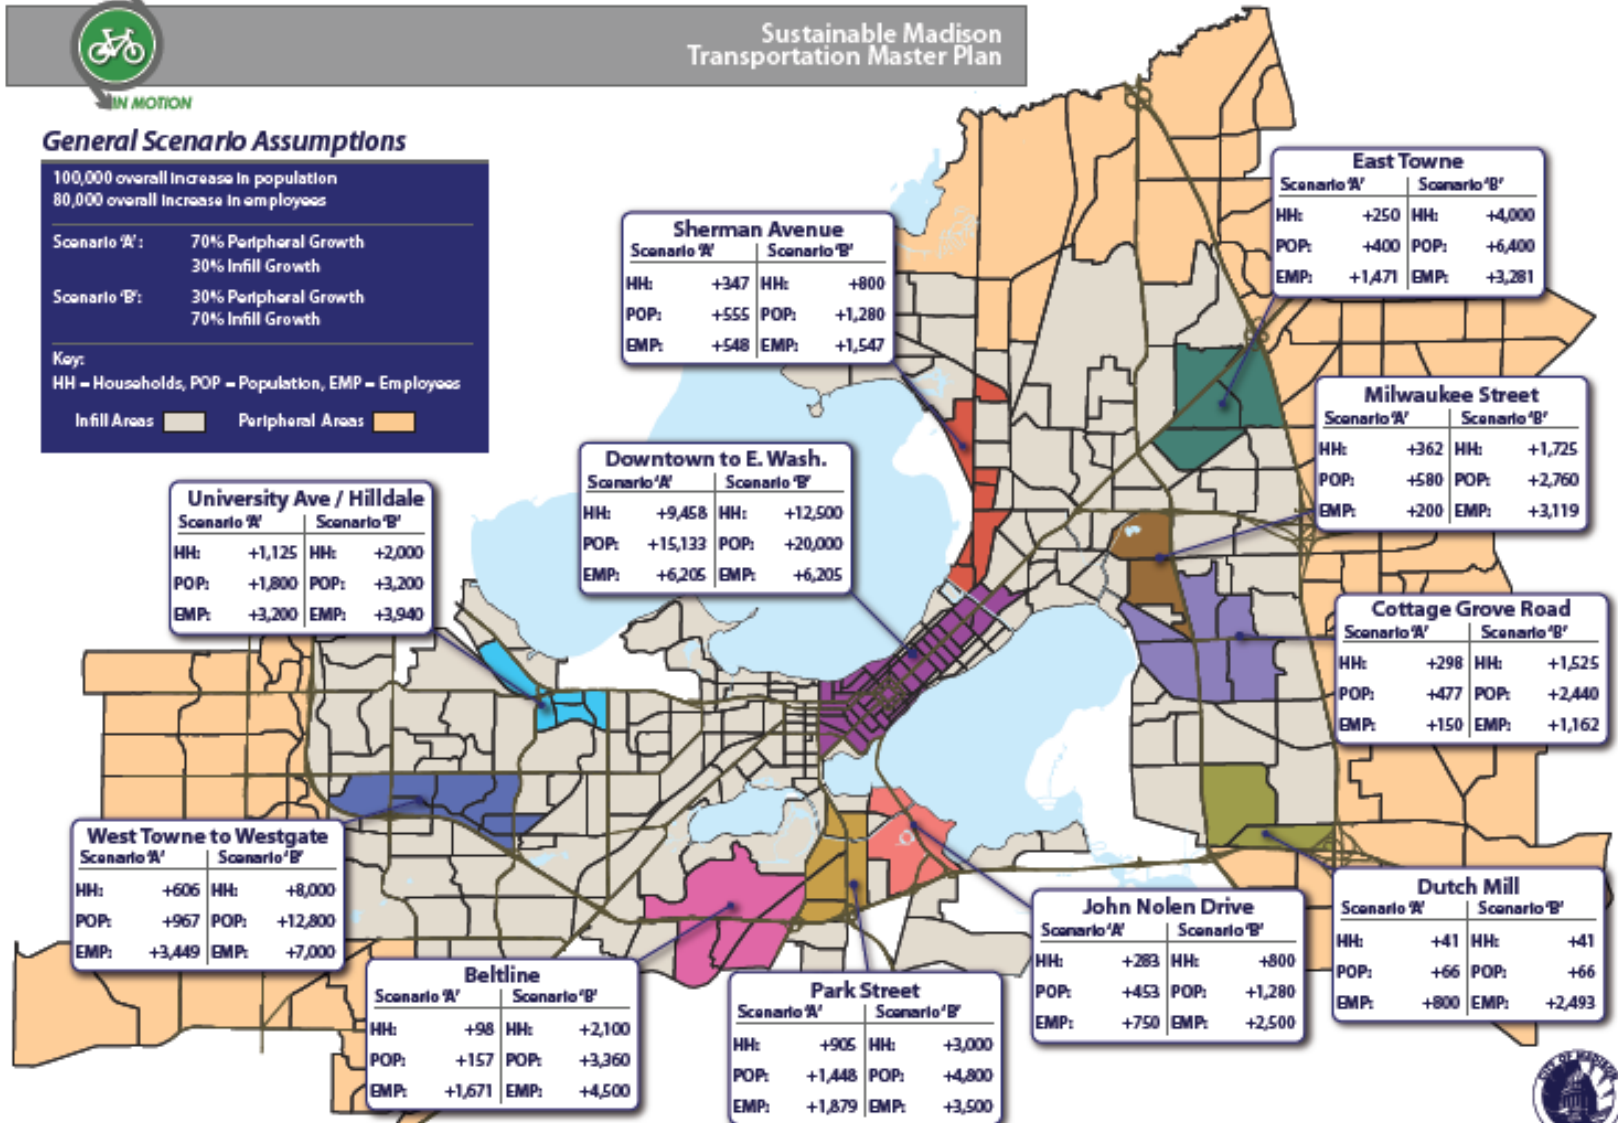 Sustainable Madison
Transportation Master Plan
IN MOTION
General Scenario Assumptions
100,000 overall increase in population
80,000 overall increase in employees
Scenario 'A': 70% Peripheral Growth
30% Infill Growth
Scenario 'B': 30% Peripheral Growth
70% Infill Growth
Key:
HH = Households, POP = Population, EMP = Employees
Infill Areas Peripheral Areas
East Towne
Scenario 'A' Scenario 'B'
HH: +250 HH: +4,000
POP: +400 POP: +6,400
EMP: +1,471 EMP: +3,281
Sherman Avenue
Scenario 'A' Scenario 'B'
HH: +347 HH: +800
POP: +555 POP: +1,280
EMP: +548 EMP: +1,547
Milwaukee Street
Scenario 'A' Scenario 'B'
HH: +362 HH: +1,725
POP: +580 POP: +2,760
EMP: +200 EMP: +3,119
Downtown to E. Wash.
Scenario 'A' Scenario 'B'
HH: +9,458 HH: +12,500
POP: +15,133 POP: +20,000
EMP: +6,205 EMP: +6,205
University Ave / Hilldale
Scenario 'A' Scenario 'B'
HH: +1,125 HH: +2,000
POP: +1,800 POP: +3,200
EMP: +3,200 EMP: +3,940
Cottage Grove Road
Scenario 'A' Scenario 'B'
HH: +298 HH: +1,525
POP: +477 POP: +2,440
EMP: +150 EMP: +1,162
West Towne to Westgate
Scenario 'A' Scenario 'B'
HH: +606 HH: +8,000
POP: +967 POP: +12,800
EMP: +3,449 EMP: +7,000
Dutch Mill
Scenario 'A' Scenario 'B'
HH: +41 HH: +41
POP: +66 POP: +66
EMP: +800 EMP: +2,493
John Nolen Drive
Scenario 'A' Scenario 'B'
HH: +283 HH: +800
POP: +453 POP: +1,280
EMP: +750 EMP: +2,500
Beltline
Scenario 'A' Scenario 'B'
HH: +98 HH: +2,100
POP: +157 POP: +3,360
EMP: +1,671 EMP: +4,500
Park Street
Scenario 'A' Scenario 'B'
HH: +905 HH: +3,000
POP: +1,448 POP: +4,800
EMP: +1,879 EMP: +3,500
CITY OF MADISON